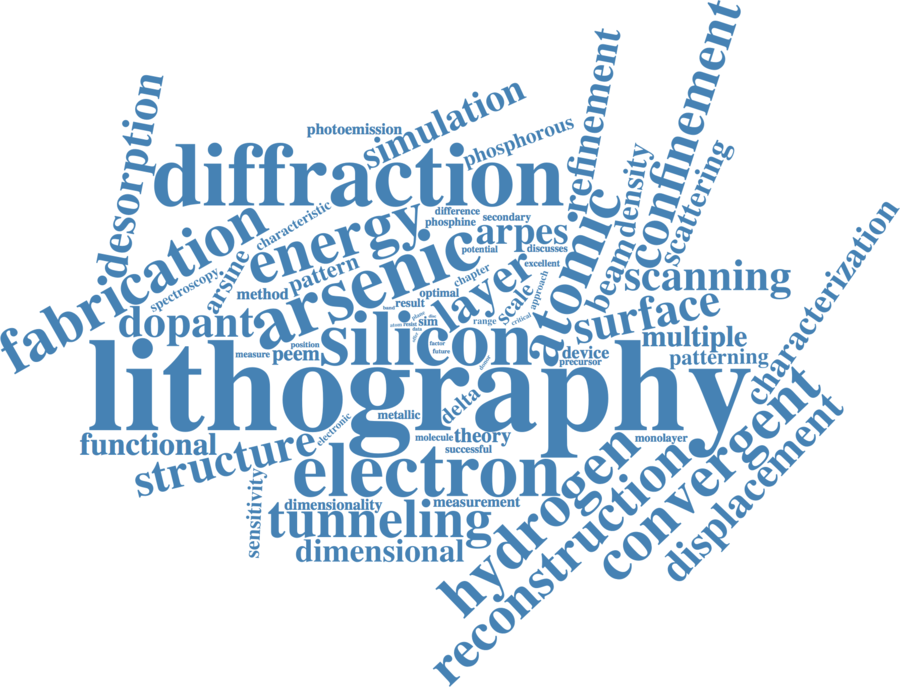 confinement
refinement
desorption
simulation
photoemission
phosphorous
diffraction
density
scattering
characteristic
difference
secondary
phosphine
fabrication
energy
arsenic
arpes
potential
discusses
atomic
beam
characterization
spectroscopy
arsine
pattern
method
chapter
excellent
layer
scale
approach
scanning
optimal
result
surface
dopant
silicon
sim
range
critical
multiple
position
measure
peem
factor
future
device
precursor
patterning
lithography
metallic
delta
electronic
functional
structure
molecule
theory
successful
monolayer
hydrogen
convergent
displacement
electron
reconstruction
sensitivity
dimensionality
measurement
tunneling
dimensional